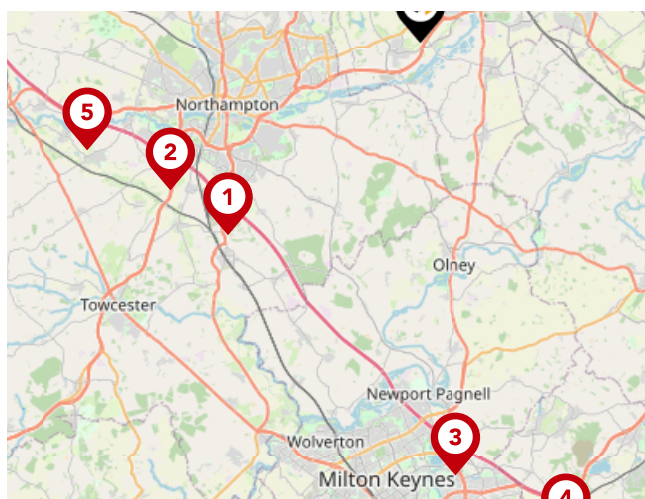 5
Northampton
2
1
Olney
Towcester
Newport Pagnell
3
Wolverton
Milton Keynes
4